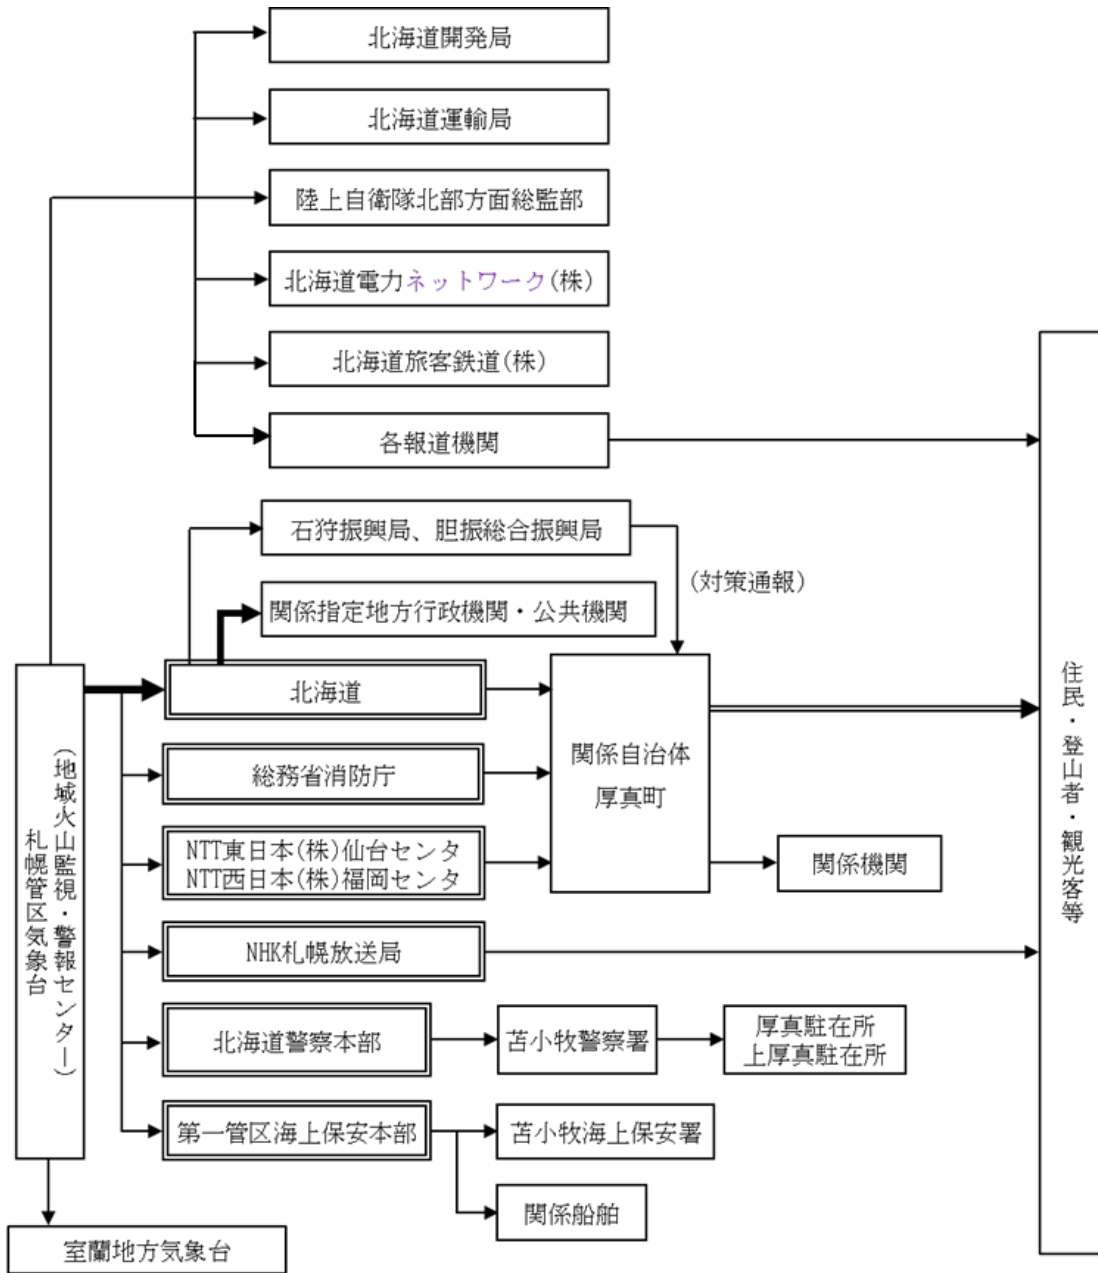 北海道開発局
北海道運輸局
陸上自衛隊北部方面総監部
北海道電力ネットワーク(株)
北海道旅客鉄道(株)
各報道機関
石狩振興局、胆振総合振興局
(対策通報)
関係指定地方行政機関・公共機関
北海道
総務省消防庁
NTT東日本(株)仙台センタ
NTT西日本(株)福岡センタ
NHK札幌放送局
北海道警察本部
第一管区海上保安本部
札幌管区気象台
(地域火山監視・警報センター)
室蘭地方気象台
関係自治体
厚真町
関係機関
苫小牧警察署
厚真駐在所
上厚真駐在所
苫小牧海上保安署
関係船舶
住民・登山者・観光客等